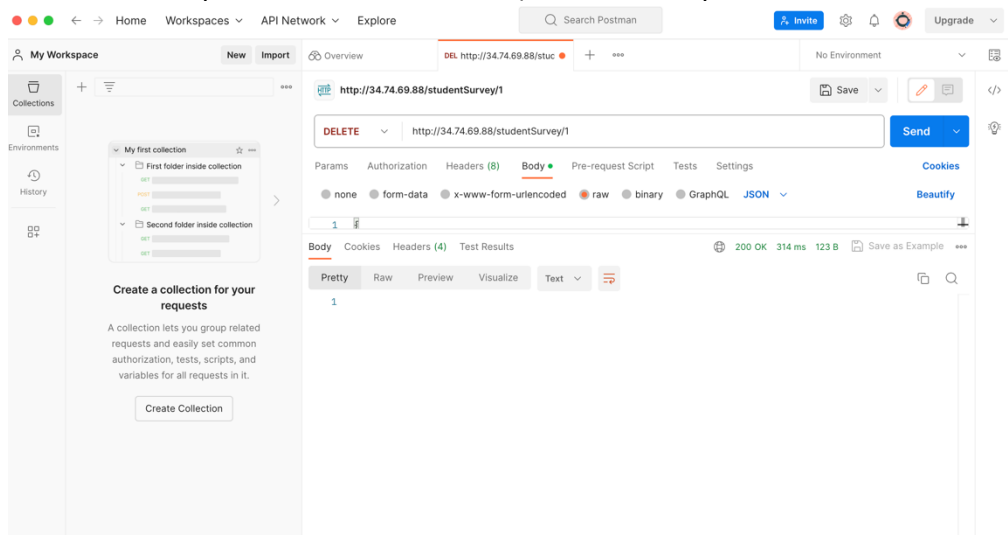 Home Workspaces API Network Explore Search Postman Invite Upgrade
My Workspace New Import Overview DEL http://34.74.69.88/stuc No Environment
Collections
Environments
History
My first collection
First folder inside collection
GET
POST
GET
Second folder inside collection
GET
GET
Create a collection for your
requests
A collection lets you group related
requests and easily set common
authorization, tests, scripts, and
variables for all requests in it.
Create Collection
HTTP http://34.74.69.88/studentSurvey/1 Save
DELETE http://34.74.69.88/studentSurvey/1 Send
Params Authorization Headers (8) Body Pre-request Script Tests Settings Cookies
none form-data x-www-form-urlencoded raw binary GraphQL JSON Beautify
1
Body Cookies Headers (4) Test Results 200 OK 314 ms 123 B Save as Example
Pretty Raw Preview Visualize Text
1